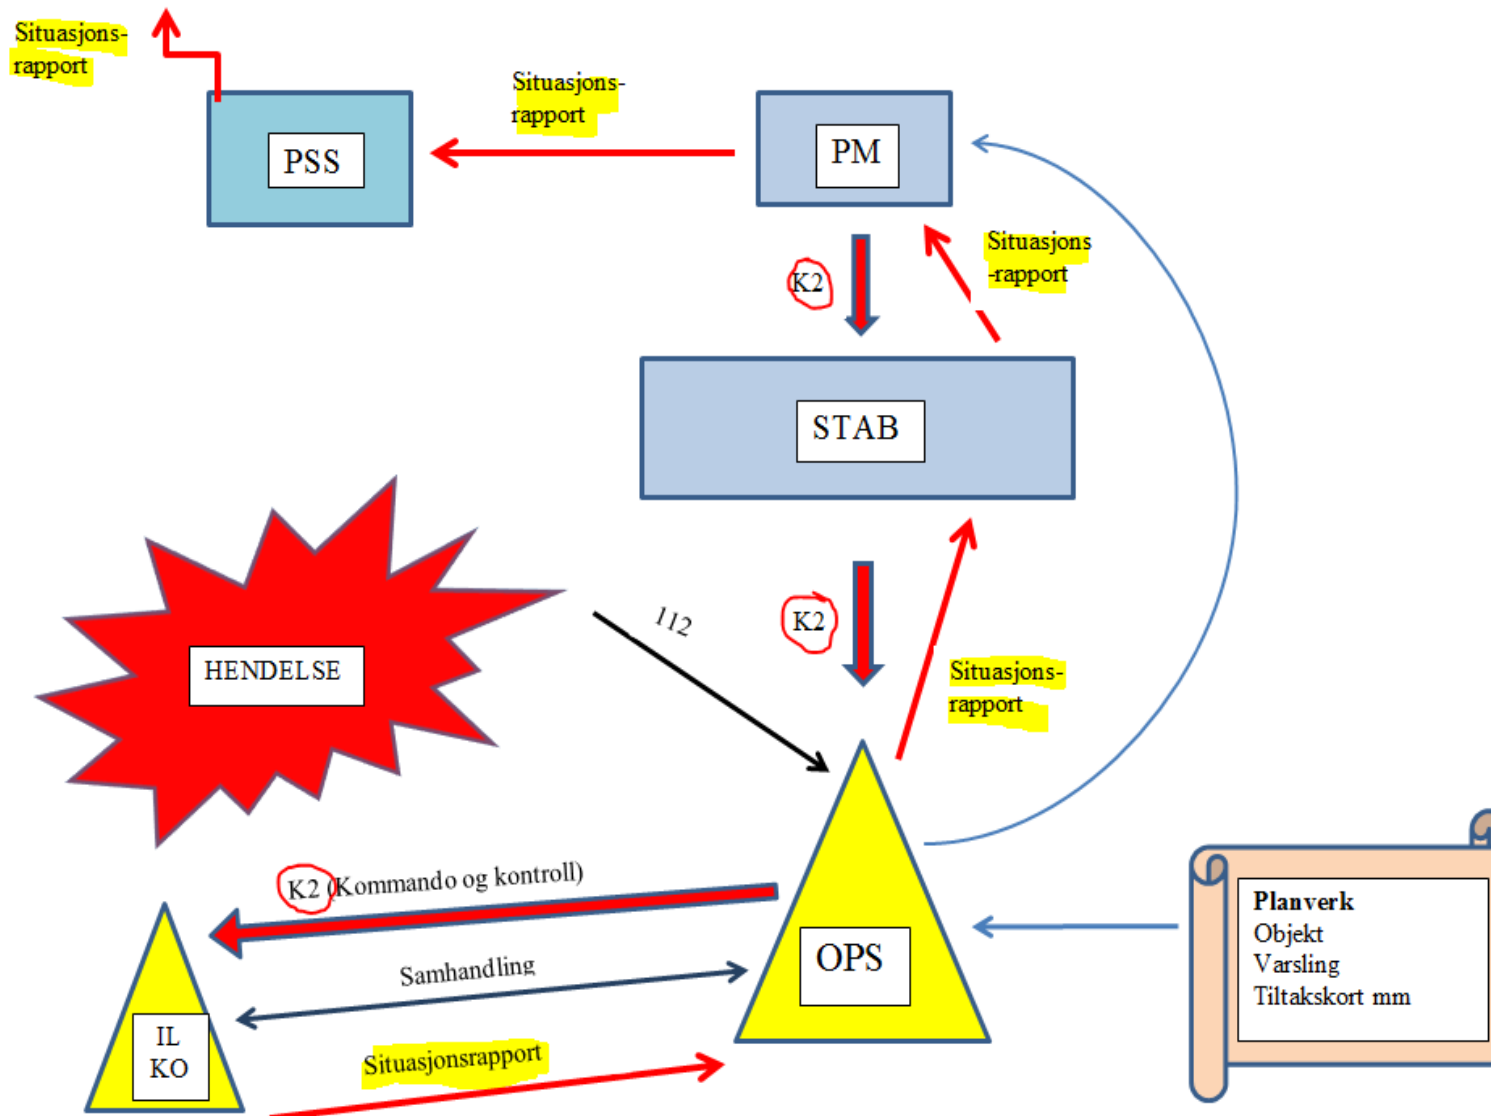 Situasjons-
rapport
PSS
Situasjons-
rapport
PM
K2
Situasjons
-rapport
STAB
HENDELSE
112
K2
Situasjons-
rapport
K2 (Kommando og kontroll)
Samhandling
OPS
IL
KO
Situasjonsrapport
Planverk
Objekt
Varsling
Tiltakskort mm